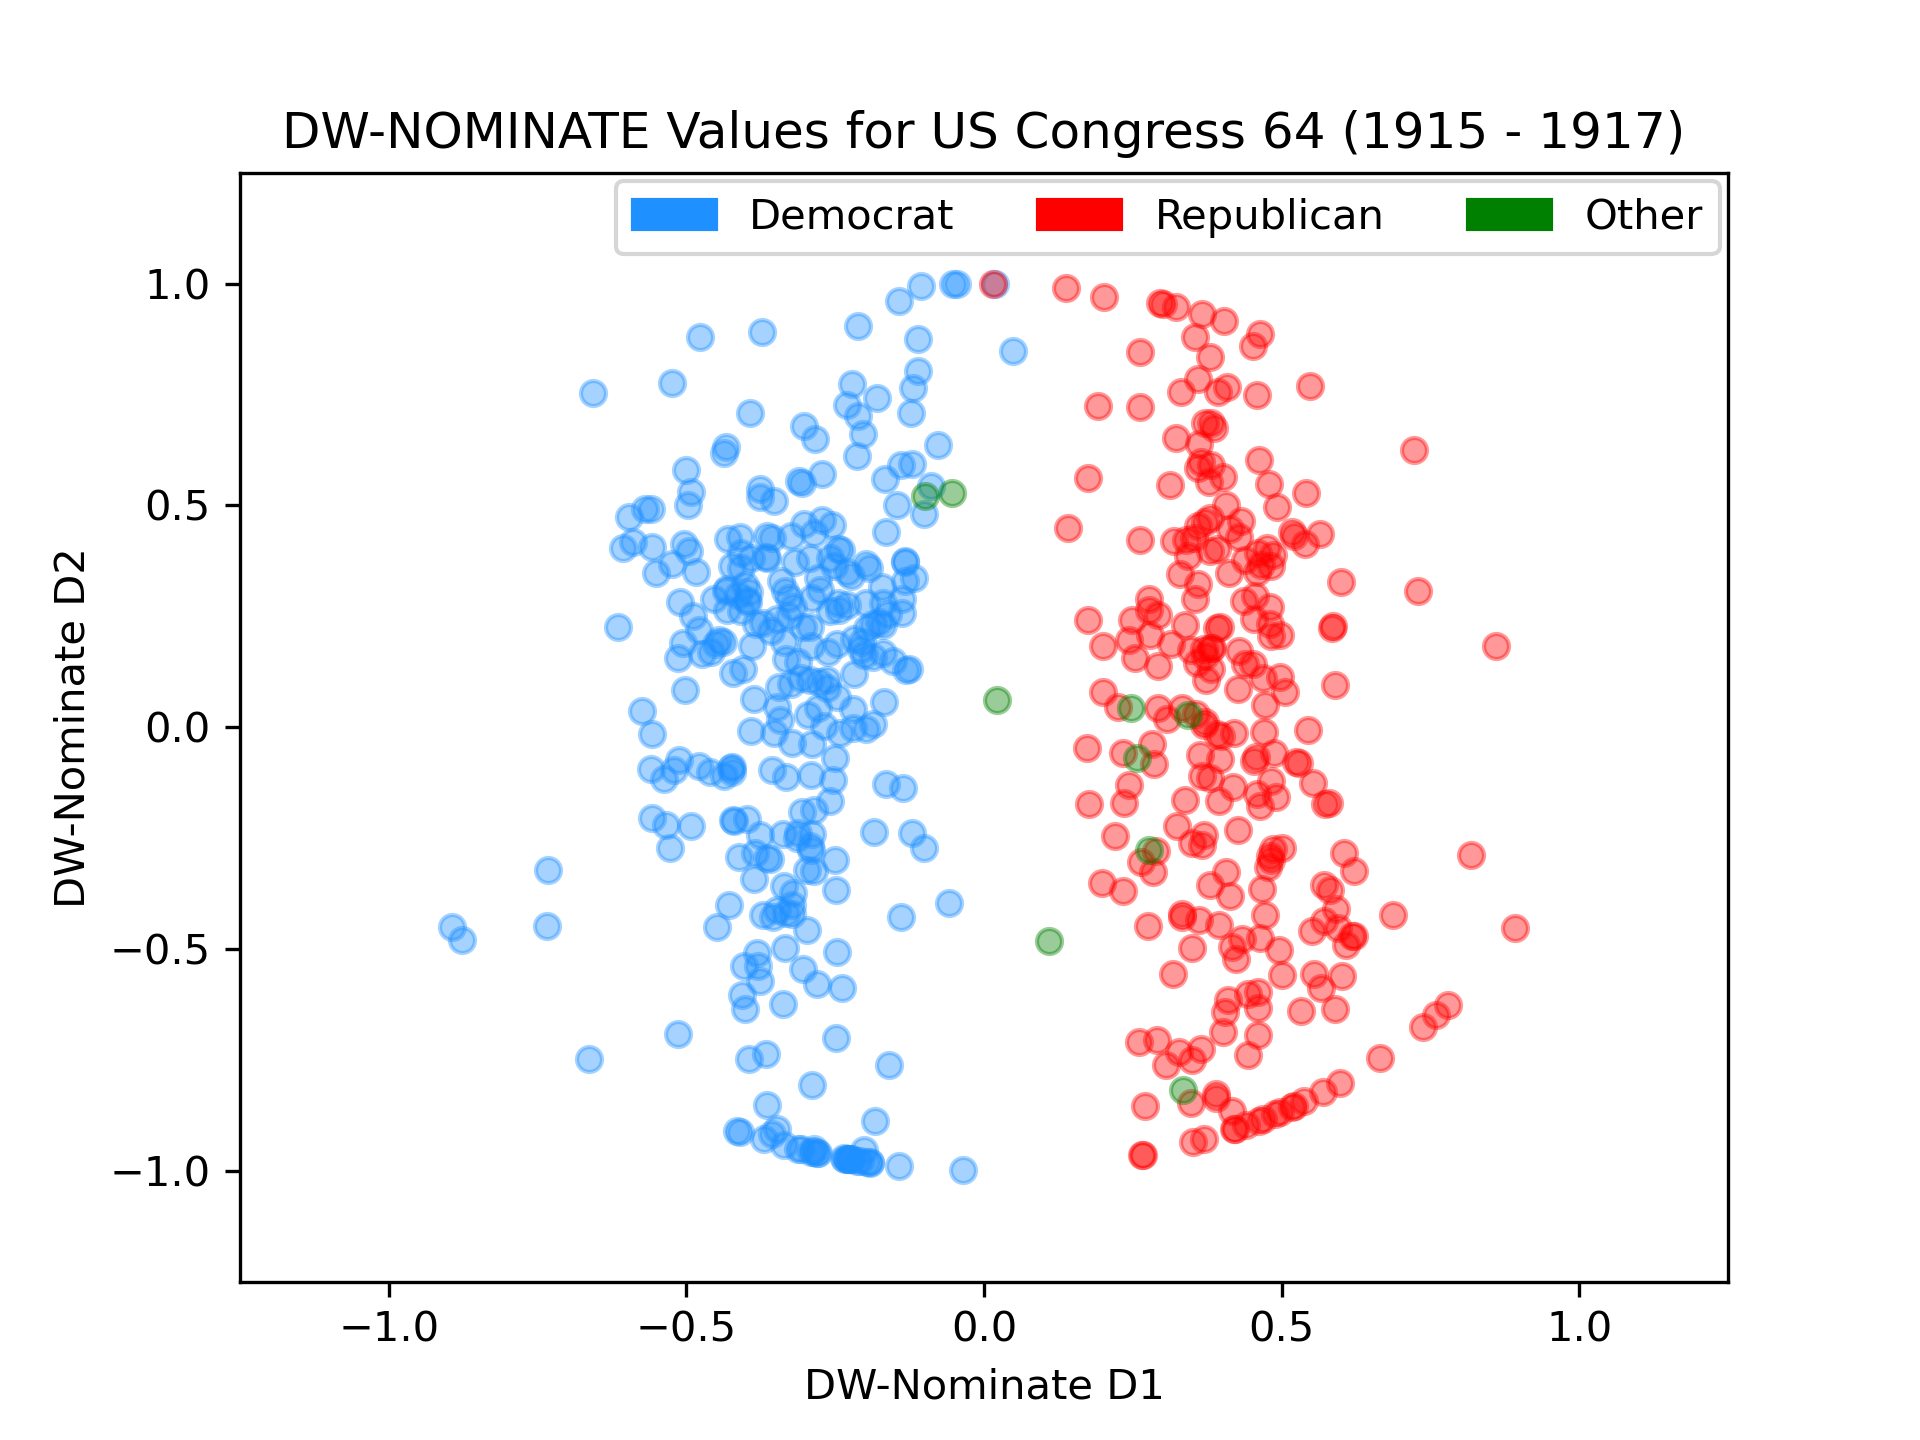 DW-NOMINATE Values for US Congress 64 (1915 - 1917)
Democrat Republican Other
1.0
0.5
0.0
−0.5
−1.0
DW-Nominate D2
−1.0 −0.5 0.0 0.5 1.0
DW-Nominate D1